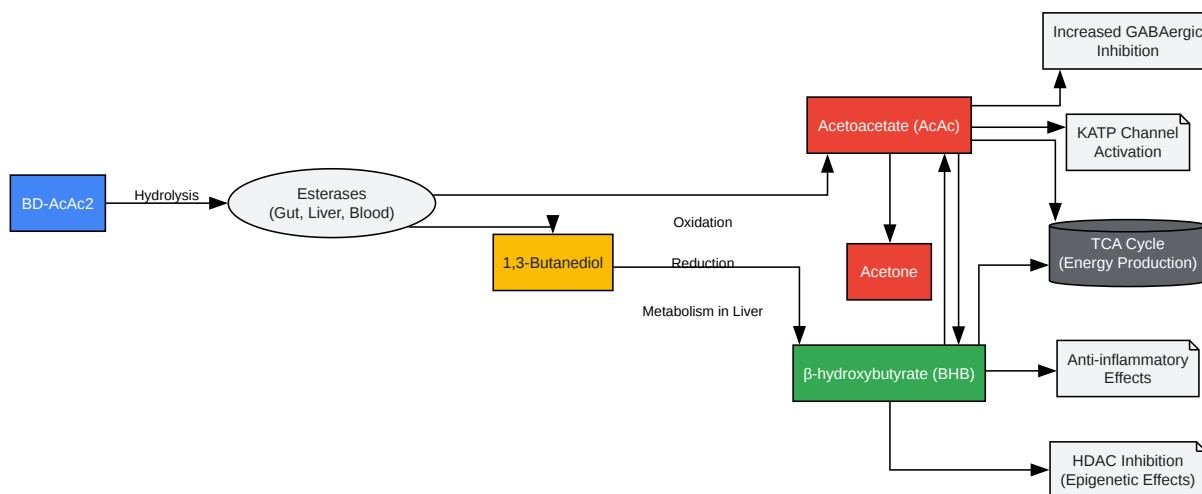 Increased GABAergic
Inhibition
Acetoacetate (AcAc)
KATP Channel
Activation
BD-AcAc2
Hydrolysis
Esterases
(Gut, Liver, Blood)
Oxidation
1,3-Butanediol
Reduction
Acetone
TCA Cycle
(Energy Production)
Metabolism in Liver
β-hydroxybutyrate (BHB)
Anti-inflammatory
Effects
HDAC Inhibition
(Epigenetic Effects)